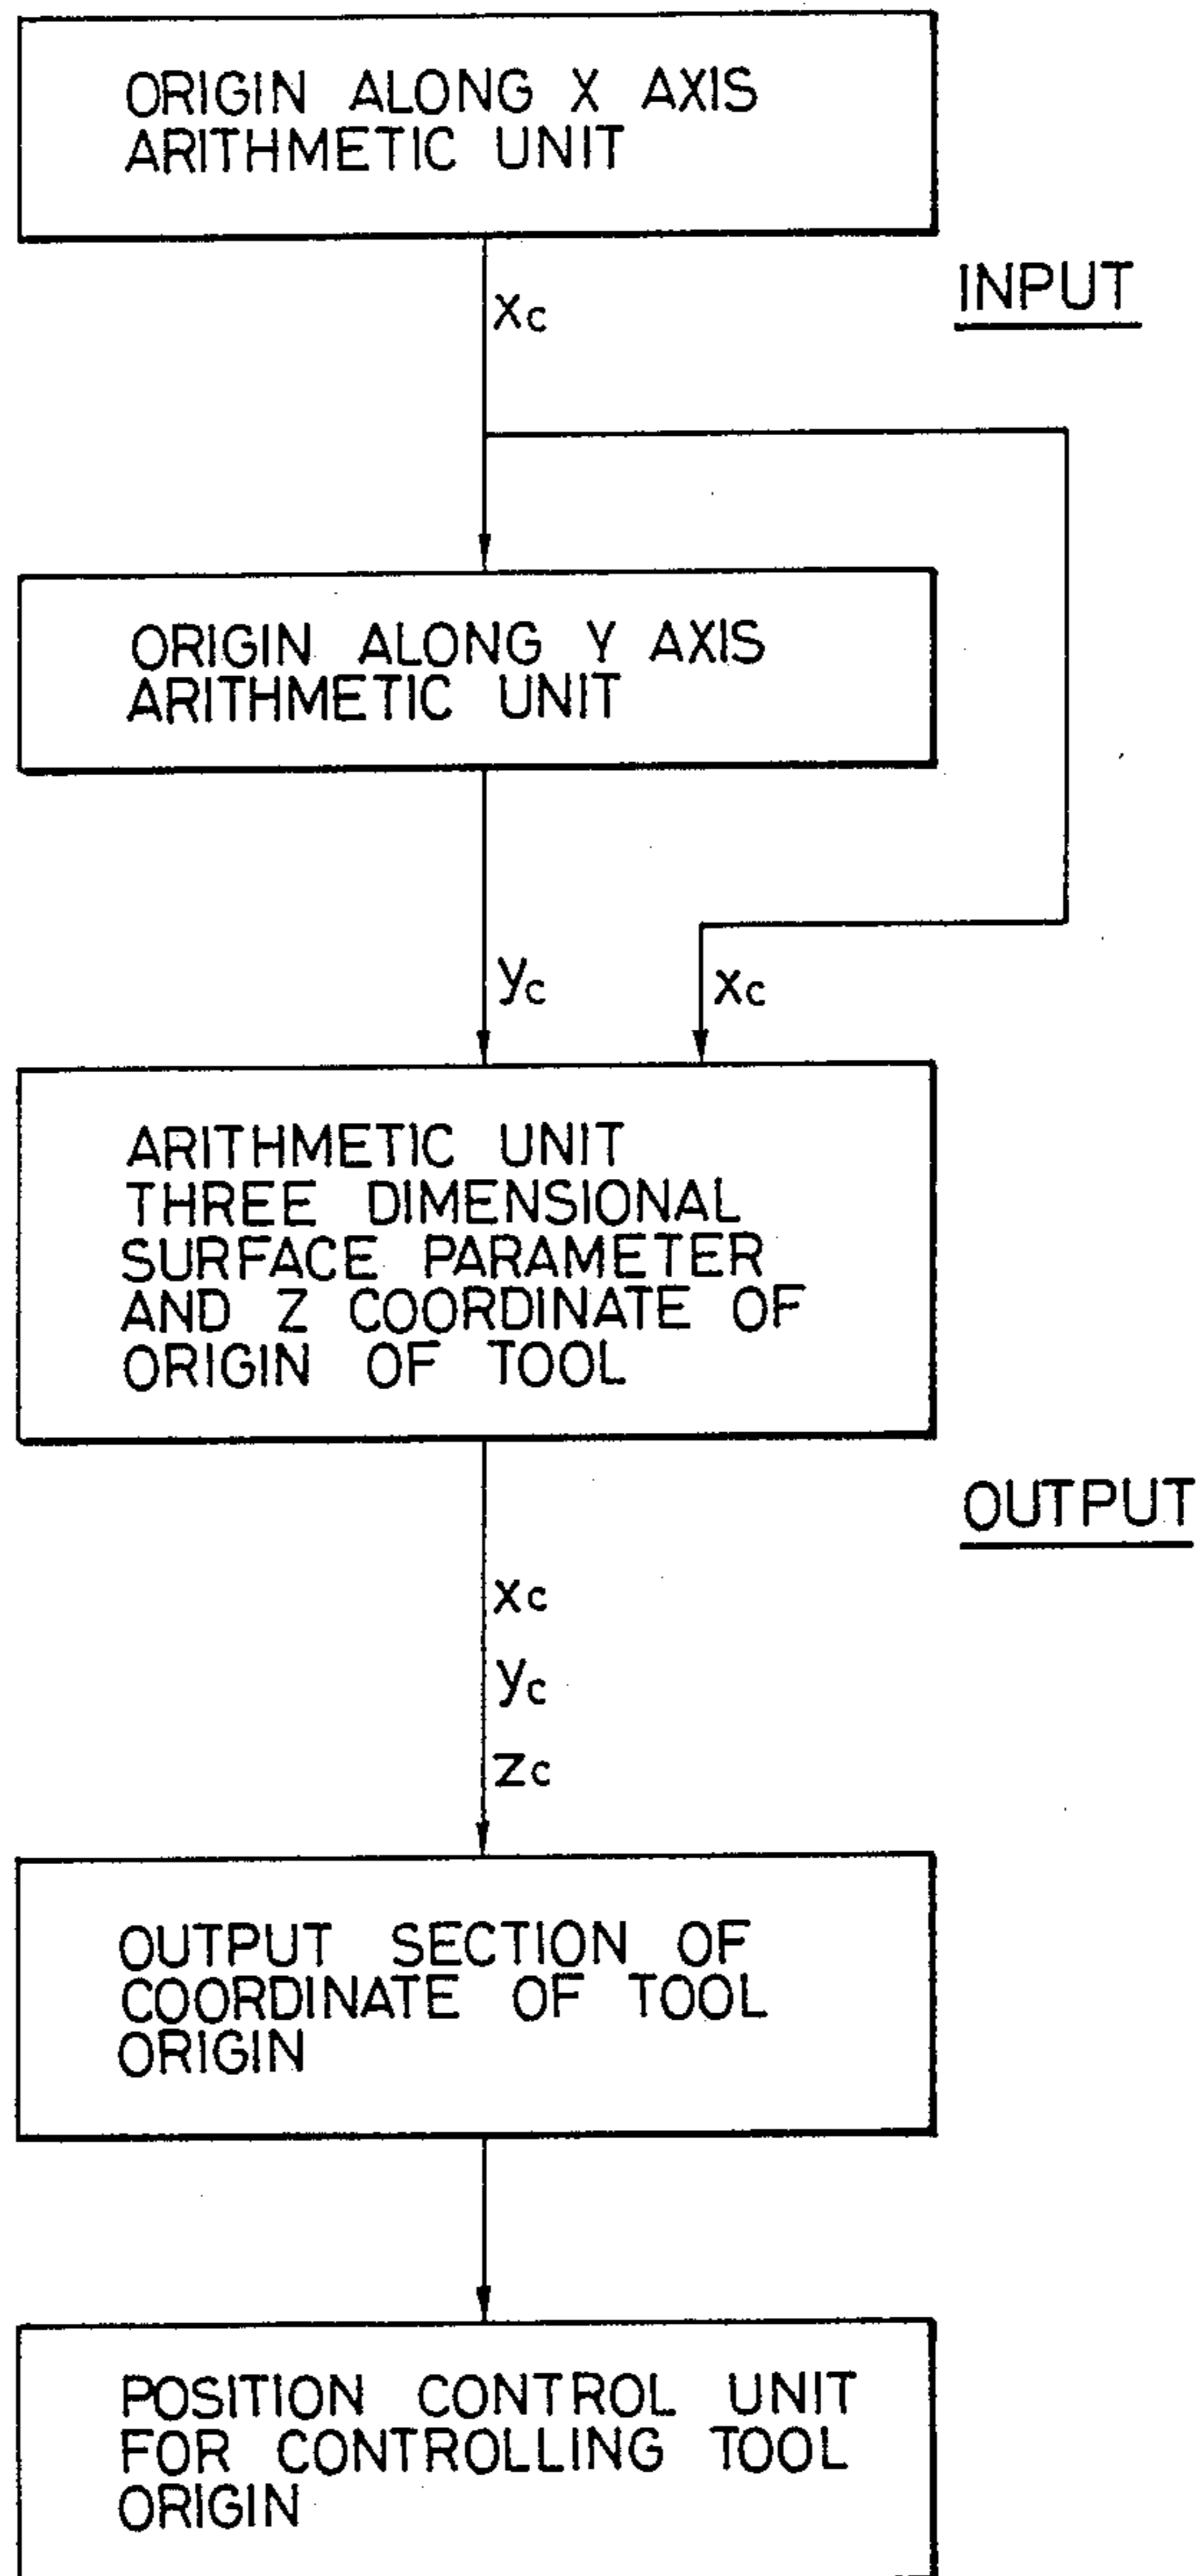 ORIGIN ALONG X AXIS
ARITHMETIC UNIT
INPUT
xc
ORIGIN ALONG Y AXIS
ARITHMETIC UNIT
yc
xc
ARITHMETIC UNIT
THREE DIMENSIONAL
SURFACE PARAMETER
AND Z COORDINATE OF
ORIGIN OF TOOL
OUTPUT
xc
yc
zc
OUTPUT SECTION OF
COORDINATE OF TOOL
ORIGIN
POSITION CONTROL UNIT
FOR CONTROLLING TOOL
ORIGIN